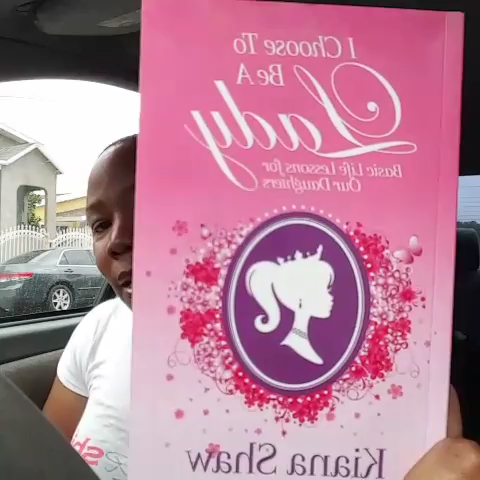 I Choose To
Be A
Lady
Basic Life Lessons for
Our Daughters
Kiana Shaw